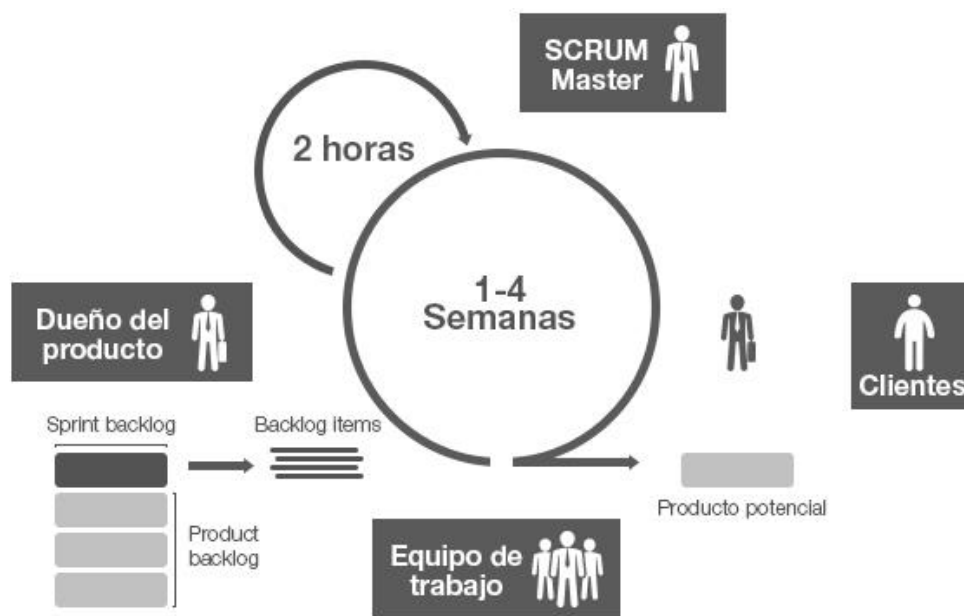 SCRUM
Master
2 horas
1-4
Semanas
Dueño del
producto
Clientes
Sprint backlog
Backlog items
Product
backlog
Producto potencial
Equipo de
trabajo